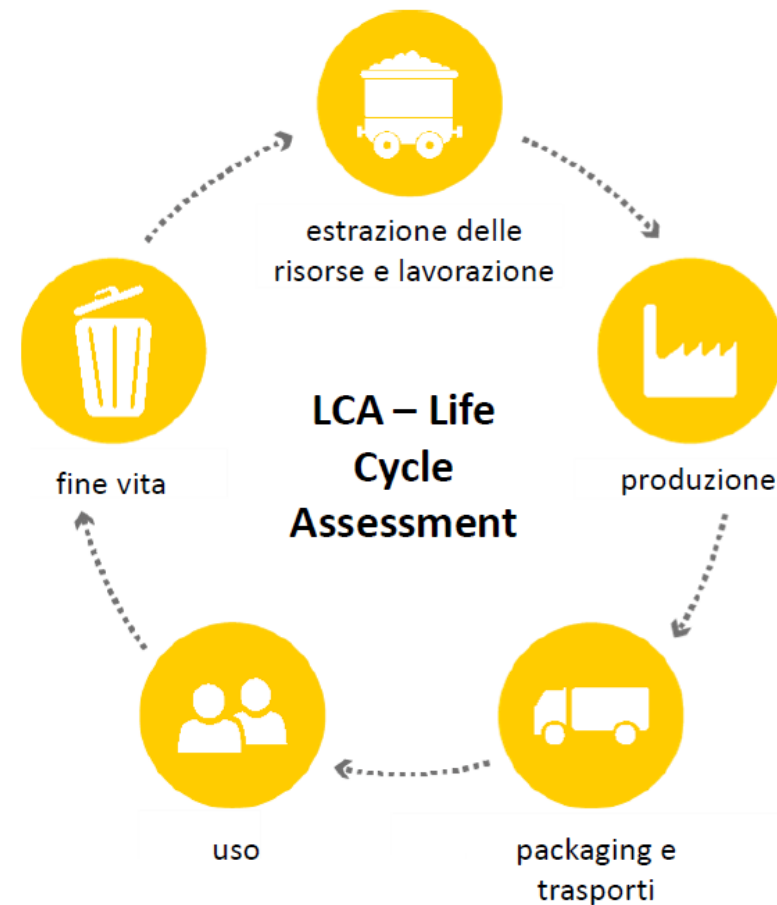 estrazione delle
risorse e lavorazione
LCA – Life
Cycle
Assessment
fine vita
produzione
uso
packaging e
trasporti